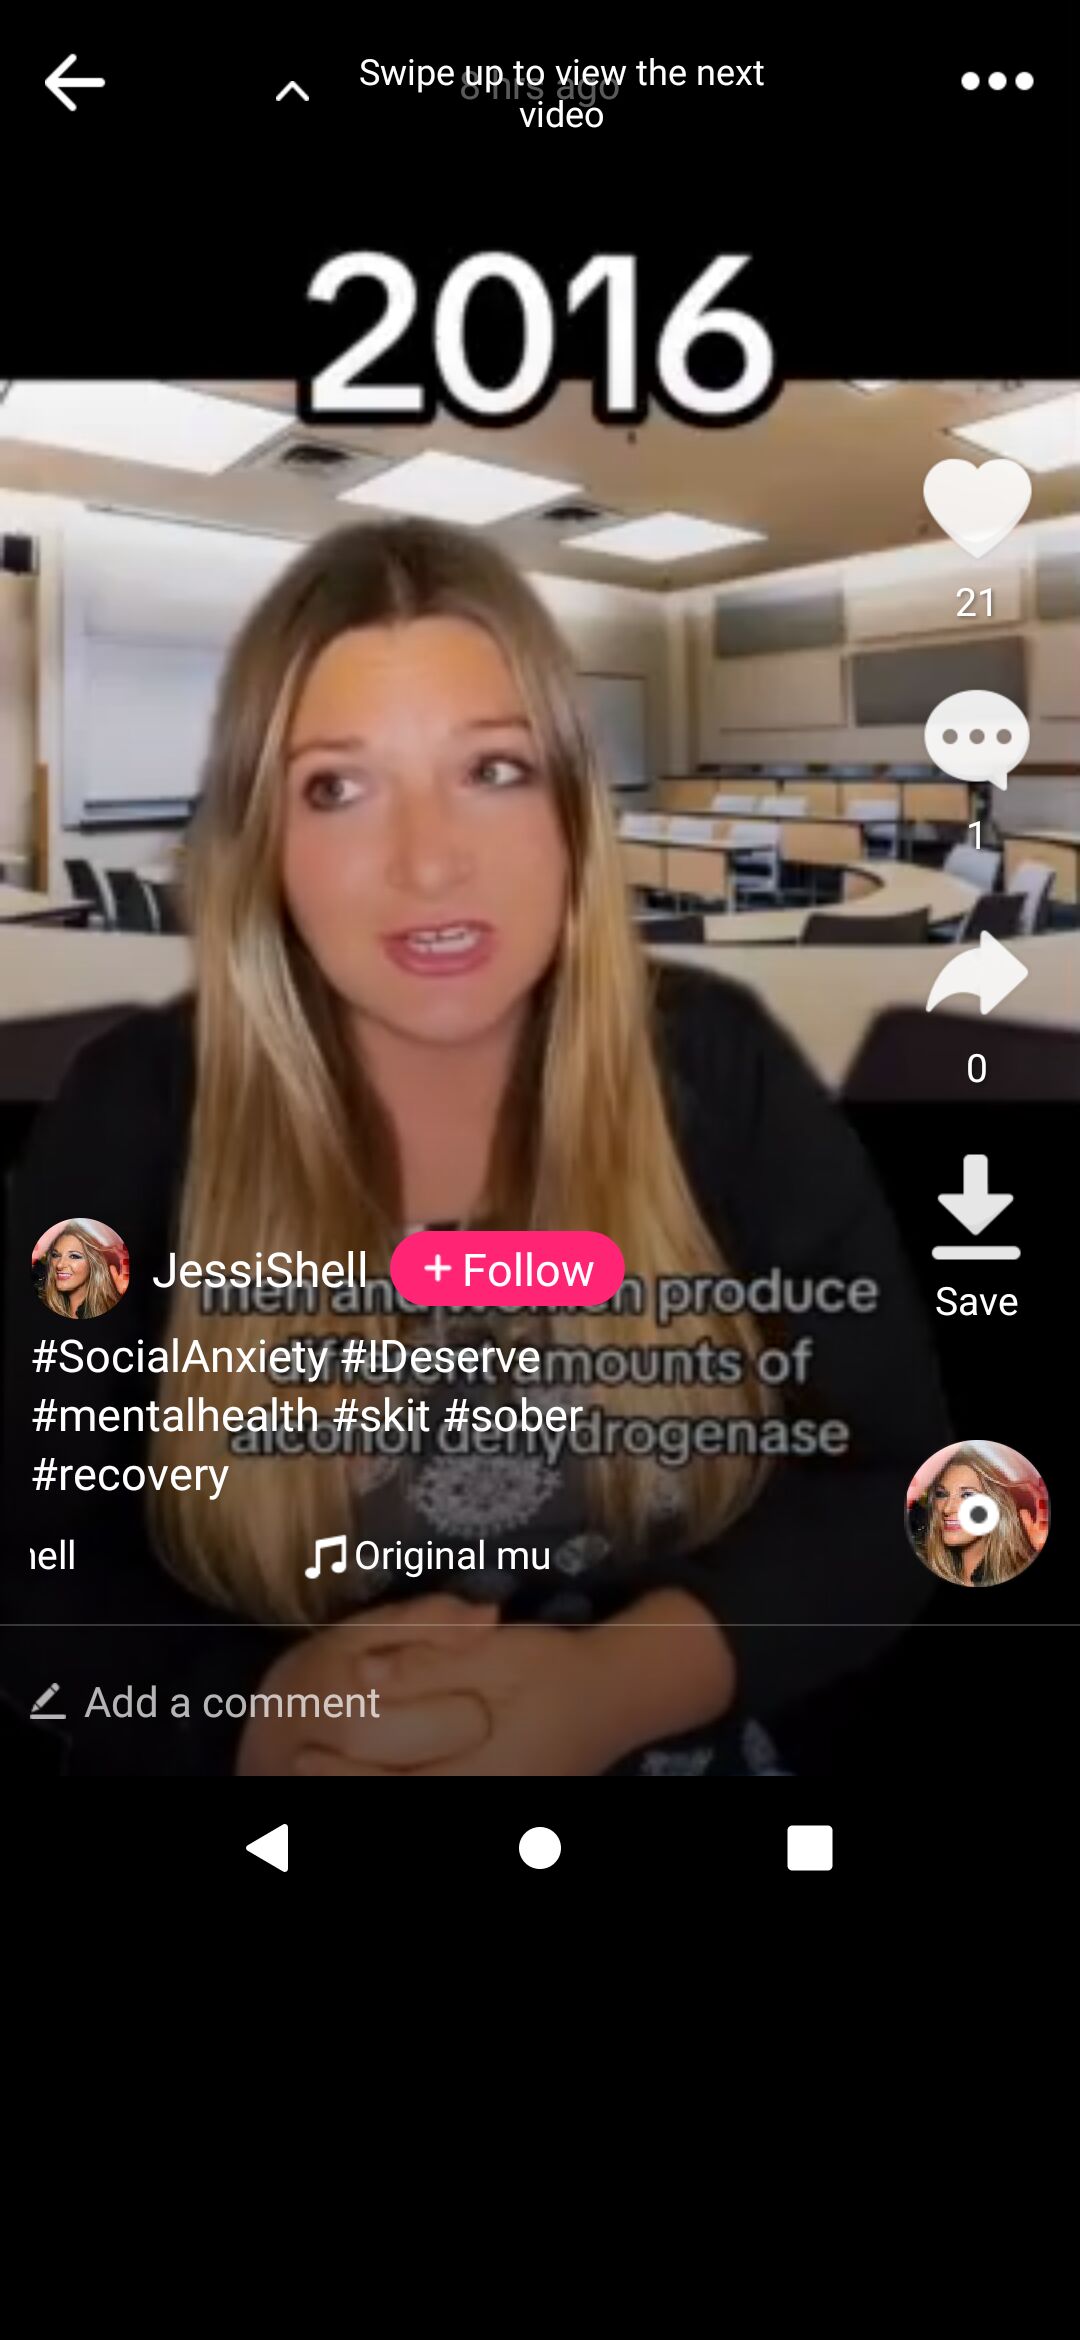 Swipe up to view the next
8 hrs ago
video
2016
21
1
0
Save
JessiShell
+ Follow
men and women produce
different amounts of
alcohol dehydrogenase
#SocialAnxiety #IDeserve
#mentalhealth #skit #sober
#recovery
hell
Original mu
Add a comment